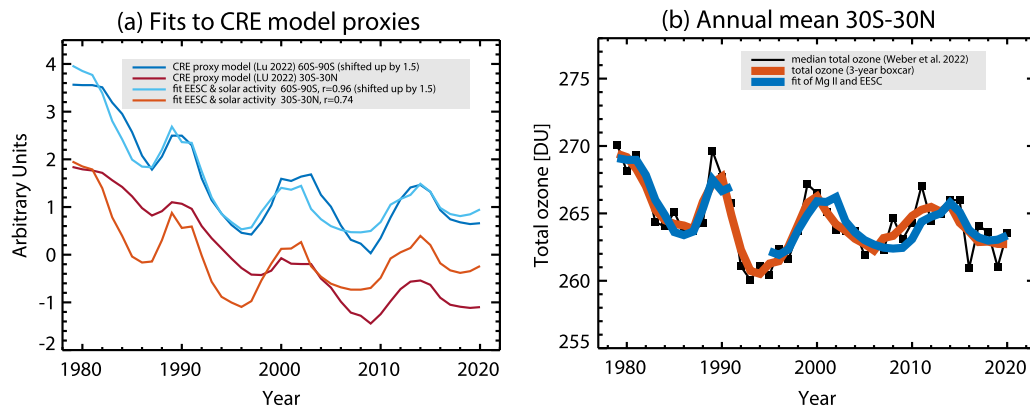 (a) Fits to CRE model proxies
CRE proxy model (Lu 2022) 60S-90S (shifted up by 1.5)
CRE proxy model (LU 2022) 30S-30N
fit EESC & solar activity 60S-90S, r=0.96 (shifted up by 1.5)
fit EESC & solar activity 30S-30N, r=0.74
Arbitrary Units
4
3
2
1
0
-1
-2
1980 1990 2000 2010 2020
Year
(b) Annual mean 30S-30N
median total ozone (Weber et al. 2022)
total ozone (3-year boxcar)
fit of Mg II and EESC
Total ozone [DU]
277
270
265
260
255
1980 1990 2000 2010 2020
Year